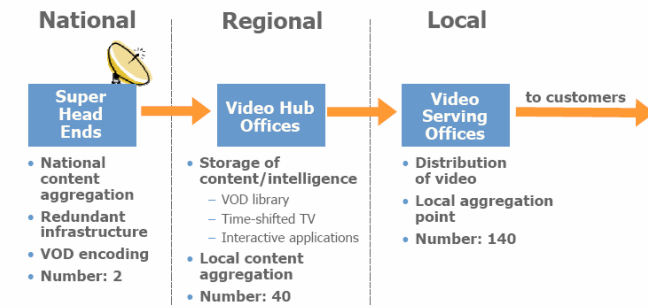 National
Regional
Local
Super
Head
Ends
Video Hub
Offices
Video
Serving
Offices
to customers
• National
content
aggregation
• Redundant
infrastructure
• VOD encoding
• Number: 2
• Storage of
content/intelligence
– VOD library
– Time-shifted TV
– Interactive applications
• Local content
aggregation
• Number: 40
• Distribution
of video
• Local aggregation
point
• Number: 140